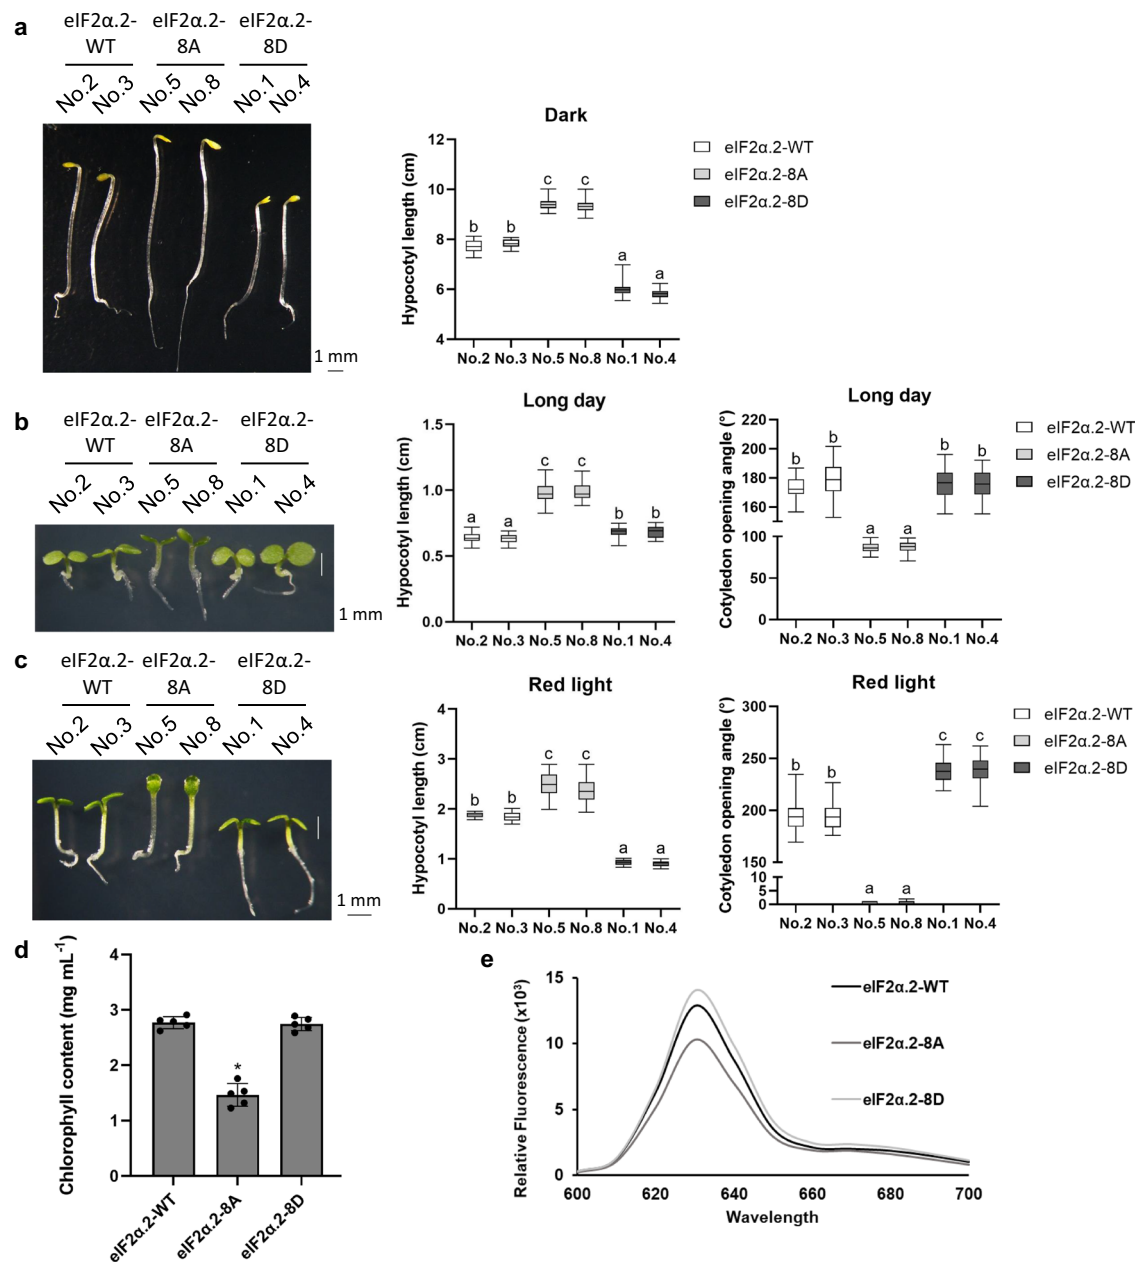 a
eIF2α.2-
WT
eIF2α.2-
8A
eIF2α.2-
8D
No.2
No.3
No.5
No.8
No.1
No.4
1 mm
Dark
Hypocotyl length (cm)
12
10
8
6
4
b
b
c
c
a
a
No.2
No.3
No.5
No.8
No.1
No.4
eIF2α.2-WT
eIF2α.2-8A
eIF2α.2-8D
b
eIF2α.2-
WT
eIF2α.2-
8A
eIF2α.2-
8D
No.2
No.3
No.5
No.8
No.1
No.4
1 mm
Long day
Hypocotyl length (cm)
1.5
1.0
0.5
0.0
a
a
c
c
b
b
No.2
No.3
No.5
No.8
No.1
No.4
Long day
Cotyledon opening angle (°)
220
200
180
160
100
50
0
b
b
a
a
b
b
No.2
No.3
No.5
No.8
No.1
No.4
eIF2α.2-WT
eIF2α.2-8A
eIF2α.2-8D
c
eIF2α.2-
WT
eIF2α.2-
8A
eIF2α.2-
8D
No.2
No.3
No.5
No.8
No.1
No.4
1 mm
Red light
Hypocotyl length (cm)
4
3
2
1
0
b
b
c
c
a
a
No.2
No.3
No.5
No.8
No.1
No.4
Red light
Cotyledon opening angle (°)
300
250
200
150
10
5
0
b
b
a
a
c
c
No.2
No.3
No.5
No.8
No.1
No.4
eIF2α.2-WT
eIF2α.2-8A
eIF2α.2-8D
d
Chlorophyll content (mg mL⁻¹)
4
3
2
1
0
*
eIF2α.2-WT
eIF2α.2-8A
eIF2α.2-8D
e
Relative Fluorescence (x10³)
15
10
5
0
600
620
640
660
680
700
Wavelength
eIF2α.2-WT
eIF2α.2-8A
eIF2α.2-8D